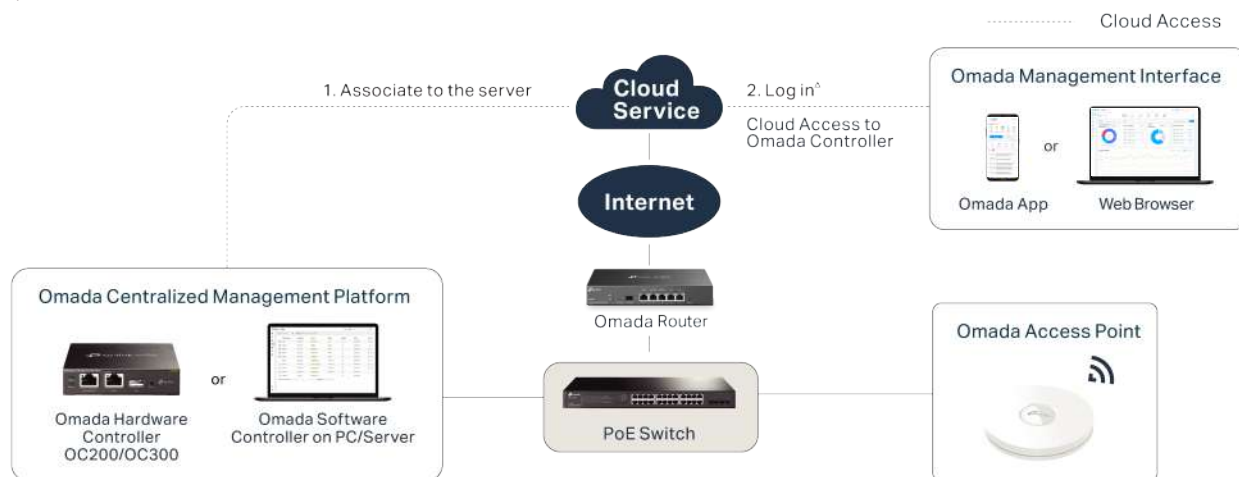 Cloud Access
Omada Management Interface
1. Associate to the server
Cloud
Service
2. Log in△
Cloud Access to
Omada Controller
or
Omada App
Web Browser
Internet
Omada Centralized Management Platform
Omada Router
Omada Access Point
or
Omada Hardware
Controller
OC200/OC300
Omada Software
Controller on PC/Server
PoE Switch